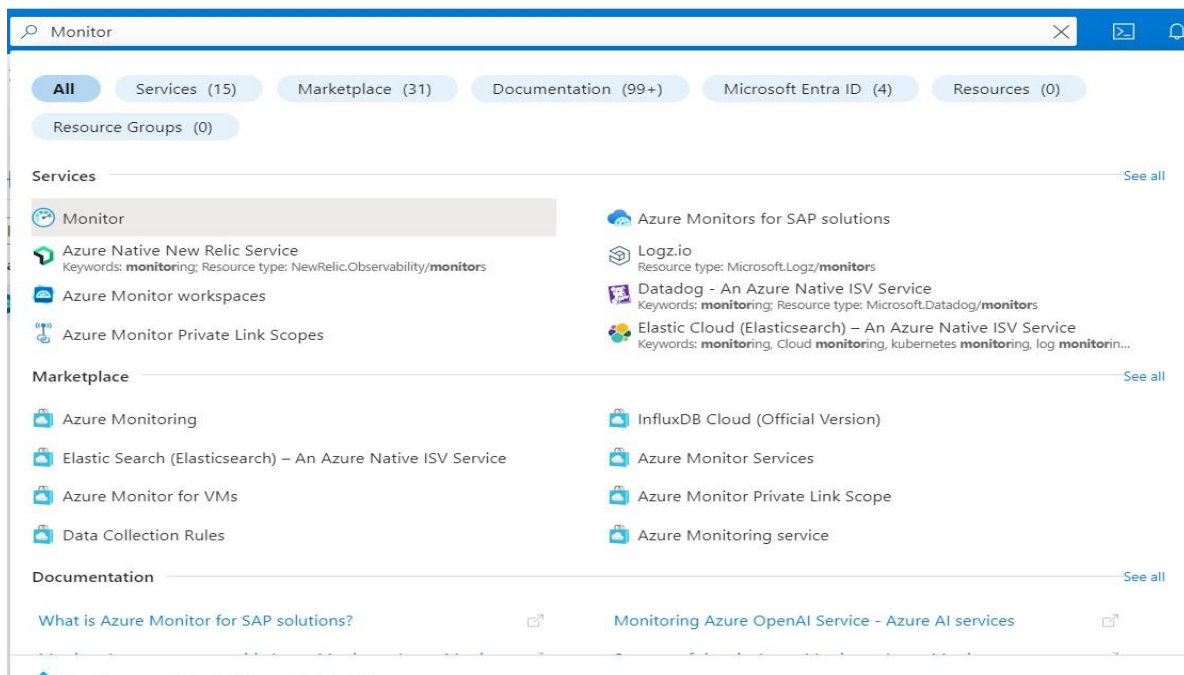 Monitor
All
Services (15)
Marketplace (31)
Documentation (99+)
Microsoft Entra ID (4)
Resources (0)
Resource Groups (0)
Services
See all
Monitor
Azure Monitors for SAP solutions
Azure Native New Relic Service
Keywords: monitoring; Resource type: NewRelic.Observability/monitors
Logz.io
Resource type: Microsoft.Logz/monitors
Azure Monitor workspaces
Datadog - An Azure Native ISV Service
Keywords: monitoring; Resource type: Microsoft.Datadog/monitors
Azure Monitor Private Link Scopes
Elastic Cloud (Elasticsearch) – An Azure Native ISV Service
Keywords: monitoring, Cloud monitoring, kubernetes monitoring, log monitorin...
Marketplace
See all
Azure Monitoring
InfluxDB Cloud (Official Version)
Elastic Search (Elasticsearch) – An Azure Native ISV Service
Azure Monitor Services
Azure Monitor for VMs
Azure Monitor Private Link Scope
Data Collection Rules
Azure Monitoring service
Documentation
See all
What is Azure Monitor for SAP solutions?
Monitoring Azure OpenAI Service - Azure AI services